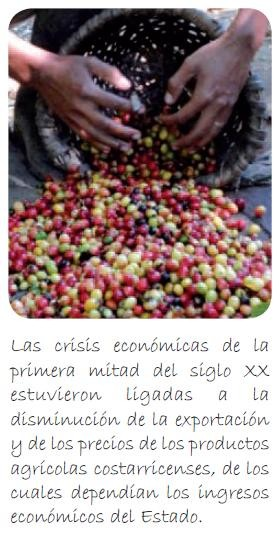 Las crisis económicas de la
primera mitad del siglo XX
estuvieron ligadas a la
disminución de la exportación
y de los precios de los productos
agrícolas costarricenses, de los
cuales dependían los ingresos
económicos del Estado.